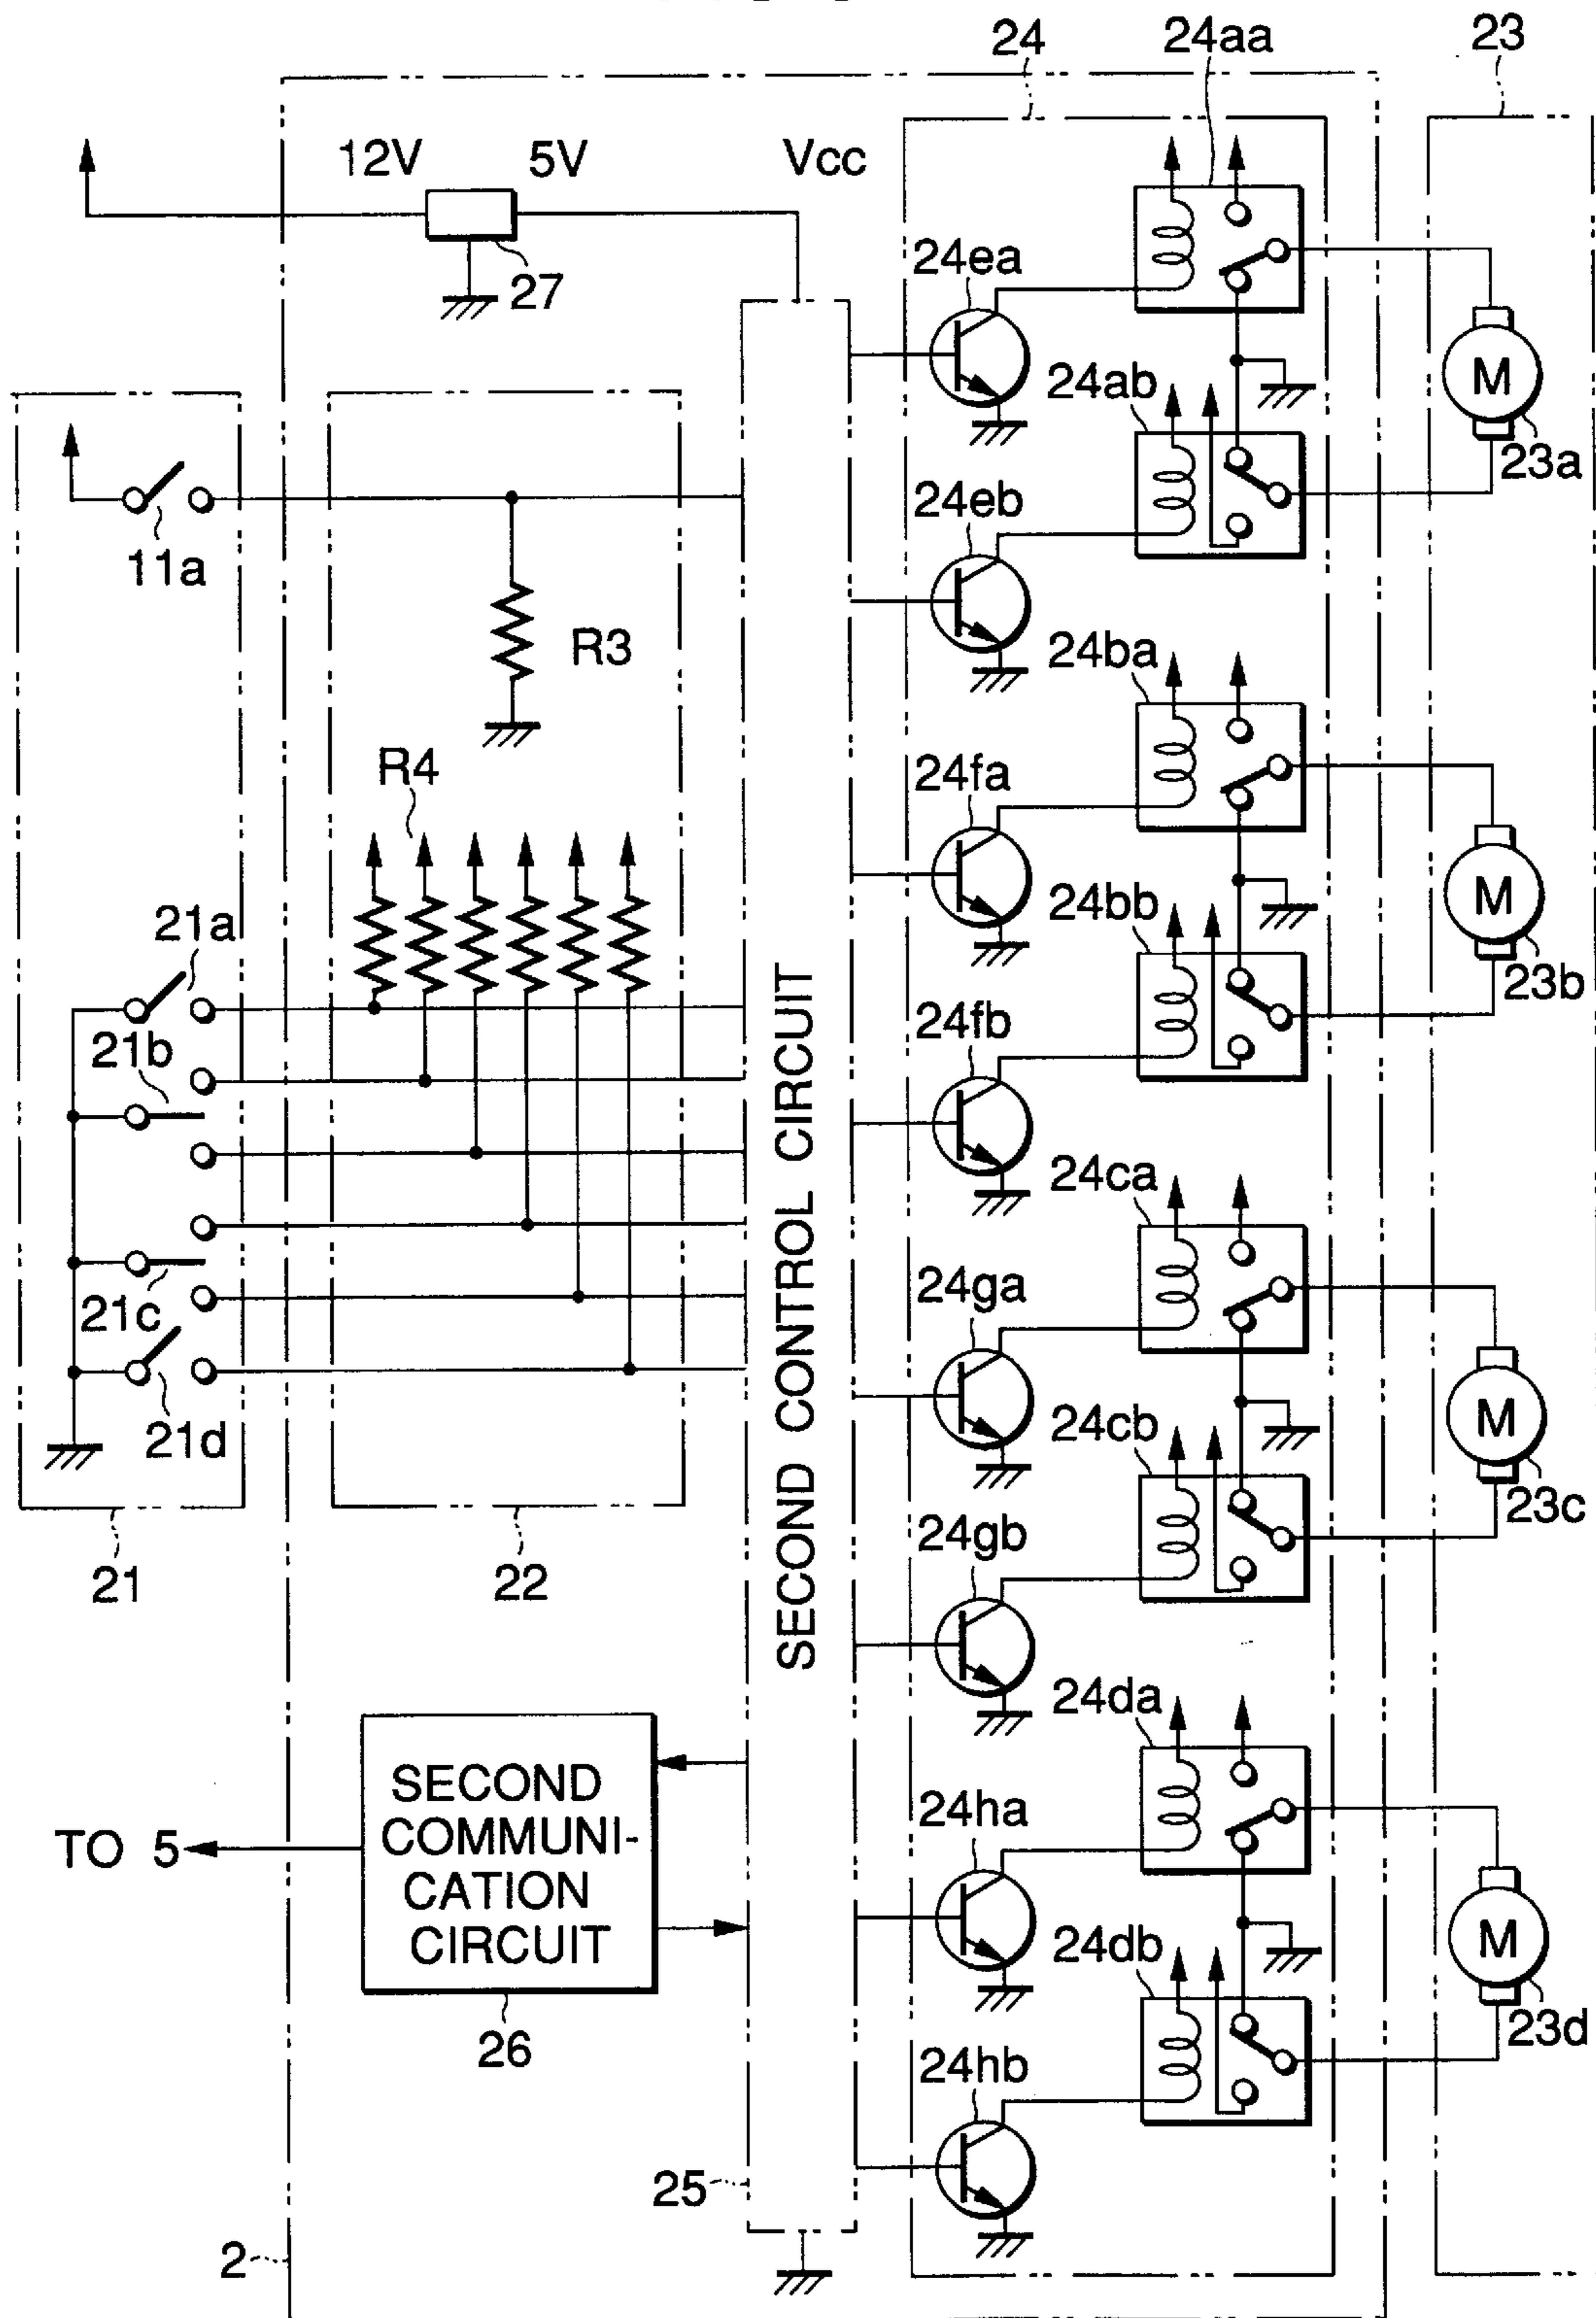 24
24aa
23
12V
5V
Vcc
27
24ea
24ab
M
23a
11a
24eb
R3
24ba
R4
24fa
M
21a
24bb
23b
21b
24fb
SECOND CONTROL CIRCUIT
24ca
24ga
21c
M
24cb
21d
23c
24gb
21
22
24da
SECOND
COMMUNI-
CATION
CIRCUIT
24ha
TO 5
M
24db
23d
26
24hb
25
2